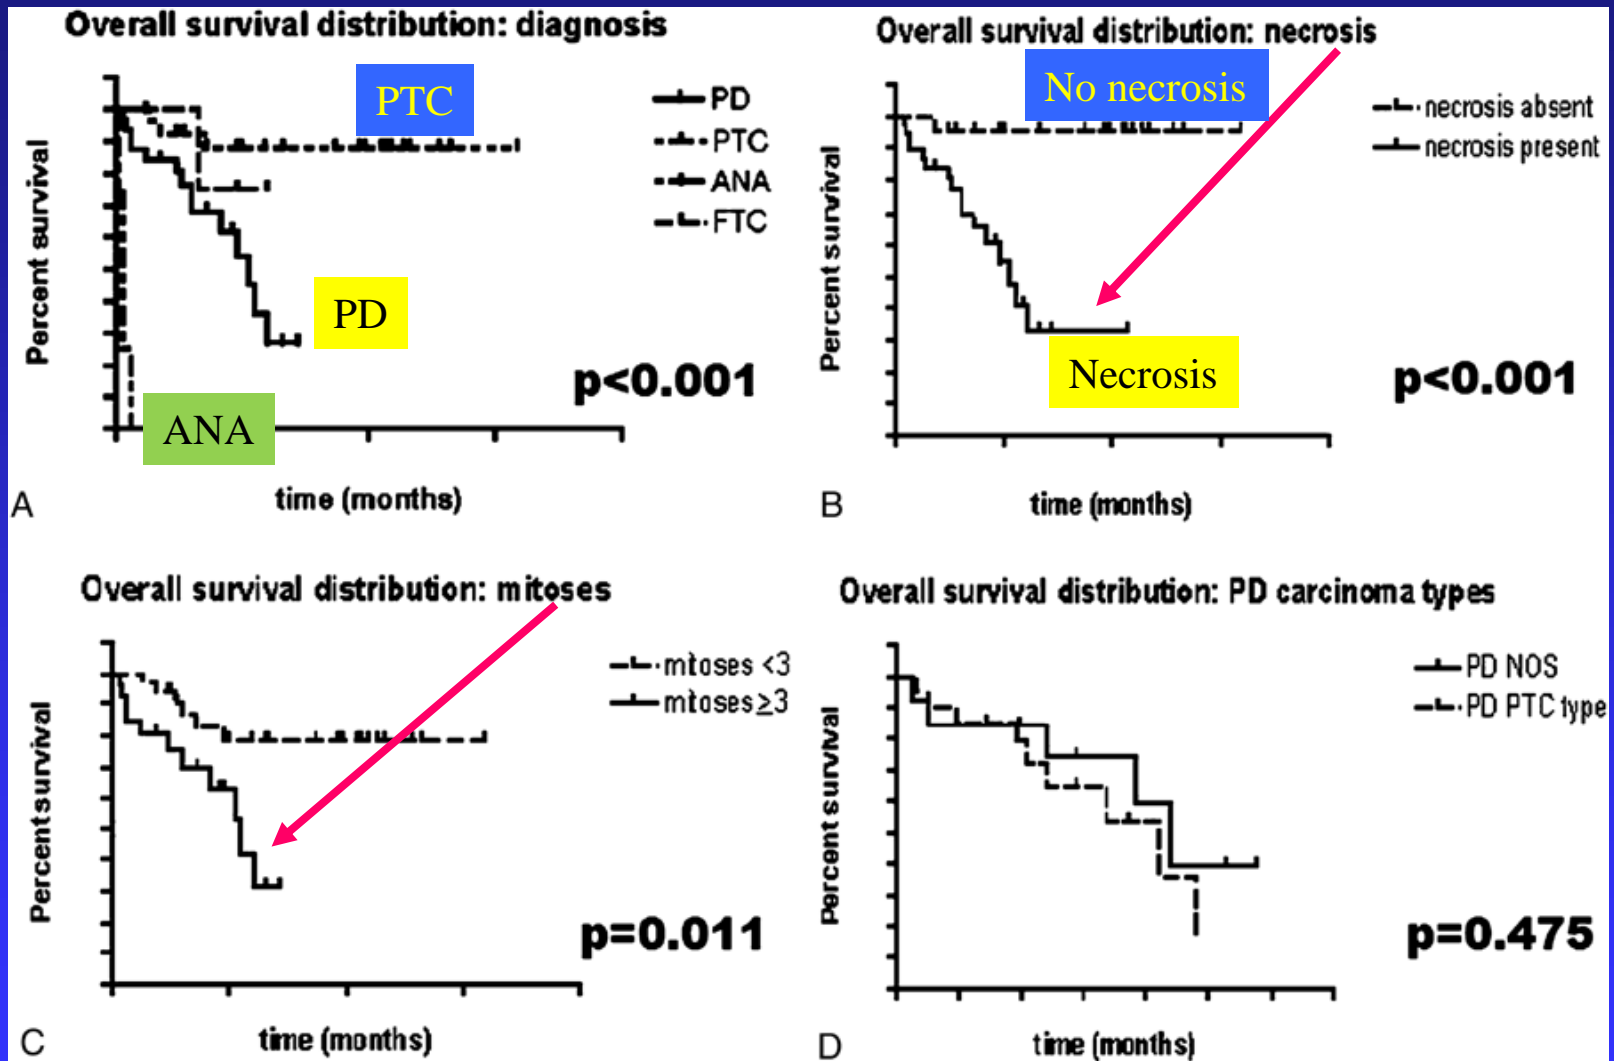 Overall survival distribution: diagnosis
PTC
PD
PTC
ANA
FTC
Percent survival
PD
p<0.001
ANA
A
time (months)
Overall survival distribution: necrosis
No necrosis
necrosis absent
necrosis present
Percent survival
Necrosis
p<0.001
B
time (months)
Overall survival distribution: mitoses
mitoses <3
mitoses ≥3
Percent survival
p=0.011
C
time (months)
Overall survival distribution: PD carcinoma types
PD NOS
PD PTC type
Percent survival
p=0.475
D
time (months)